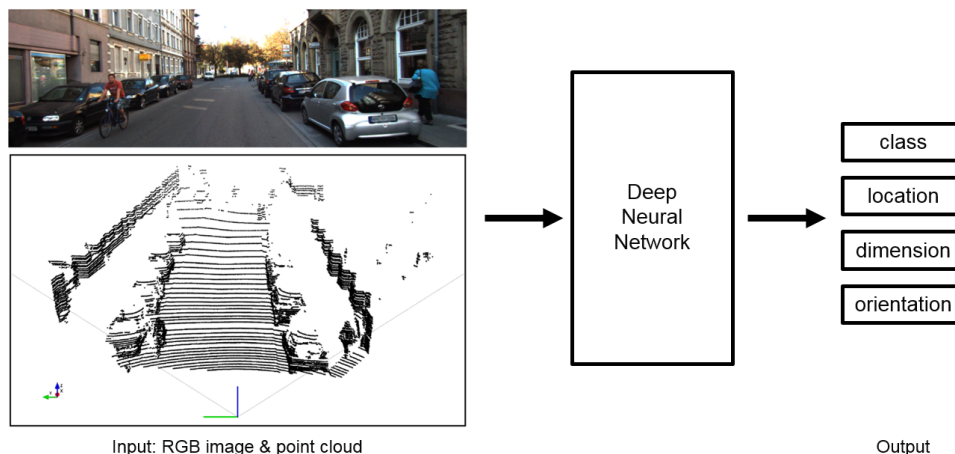 class
Deep
Neural
Network
location
dimension
orientation
Input: RGB image & point cloud
Output